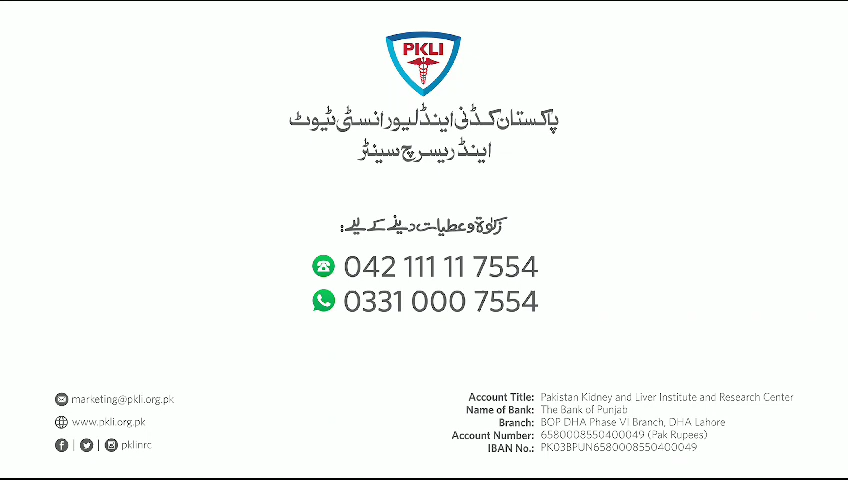 PKLI
پاکستان کڈنی اینڈ لیور انسٹی ٹیوٹ
اینڈ ریسرچ سینٹر
زکوٰۃ و عطیات دینے کے لیے:
042 111 11 7554
0331 000 7554
marketing@pkli.org.pk
www.pkli.org.pk
pklinrc
Account Title: Pakistan Kidney and Liver Institute and Research Center
Name of Bank: The Bank of Punjab
Branch: BOP DHA Phase VI Branch, DHA Lahore
Account Number: 6580008550400049 (Pak Rupees)
IBAN No.: PK03BPUN6580008550400049